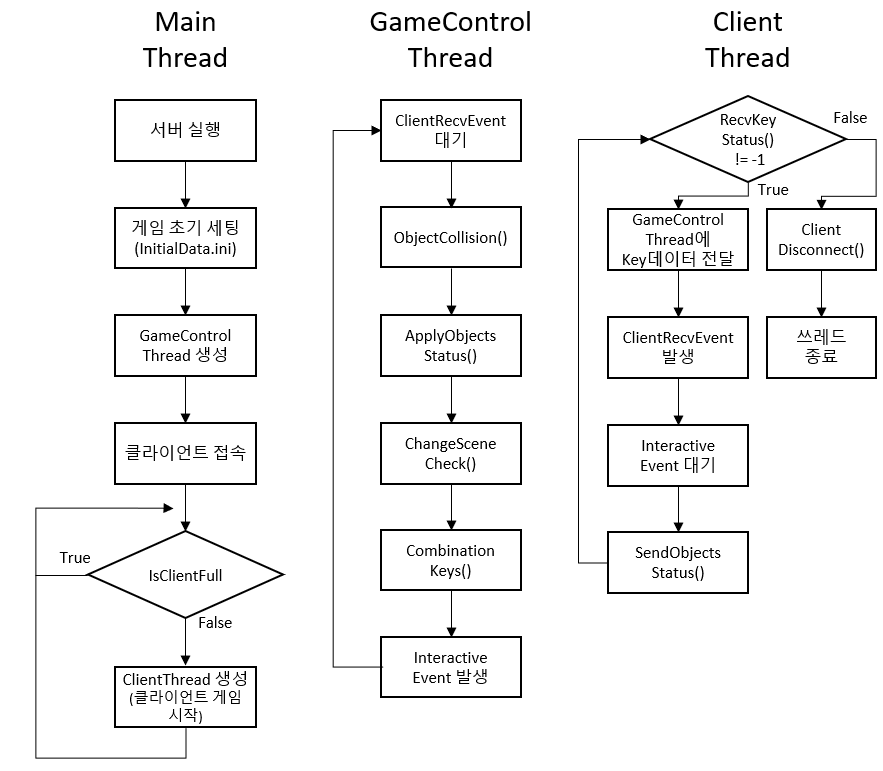 Main
Thread
서버 실행
게임 초기 세팅
(InitialData.ini)
GameControl
Thread 생성
클라이언트 접속
IsClientFull
True
False
ClientThread 생성
(클라이언트 게임
시작)
GameControl
Thread
ClientRecvEvent
대기
ObjectCollision()
ApplyObjects
Status()
ChangeScene
Check()
Combination
Keys()
Interactive
Event 발생
Client
Thread
RecvKey
Status()
!= -1
False
True
GameControl
Thread에
Key데이터 전달
ClientRecvEvent
발생
Interactive
Event 대기
SendObjects
Status()
Client
Disconnect()
쓰레드
종료